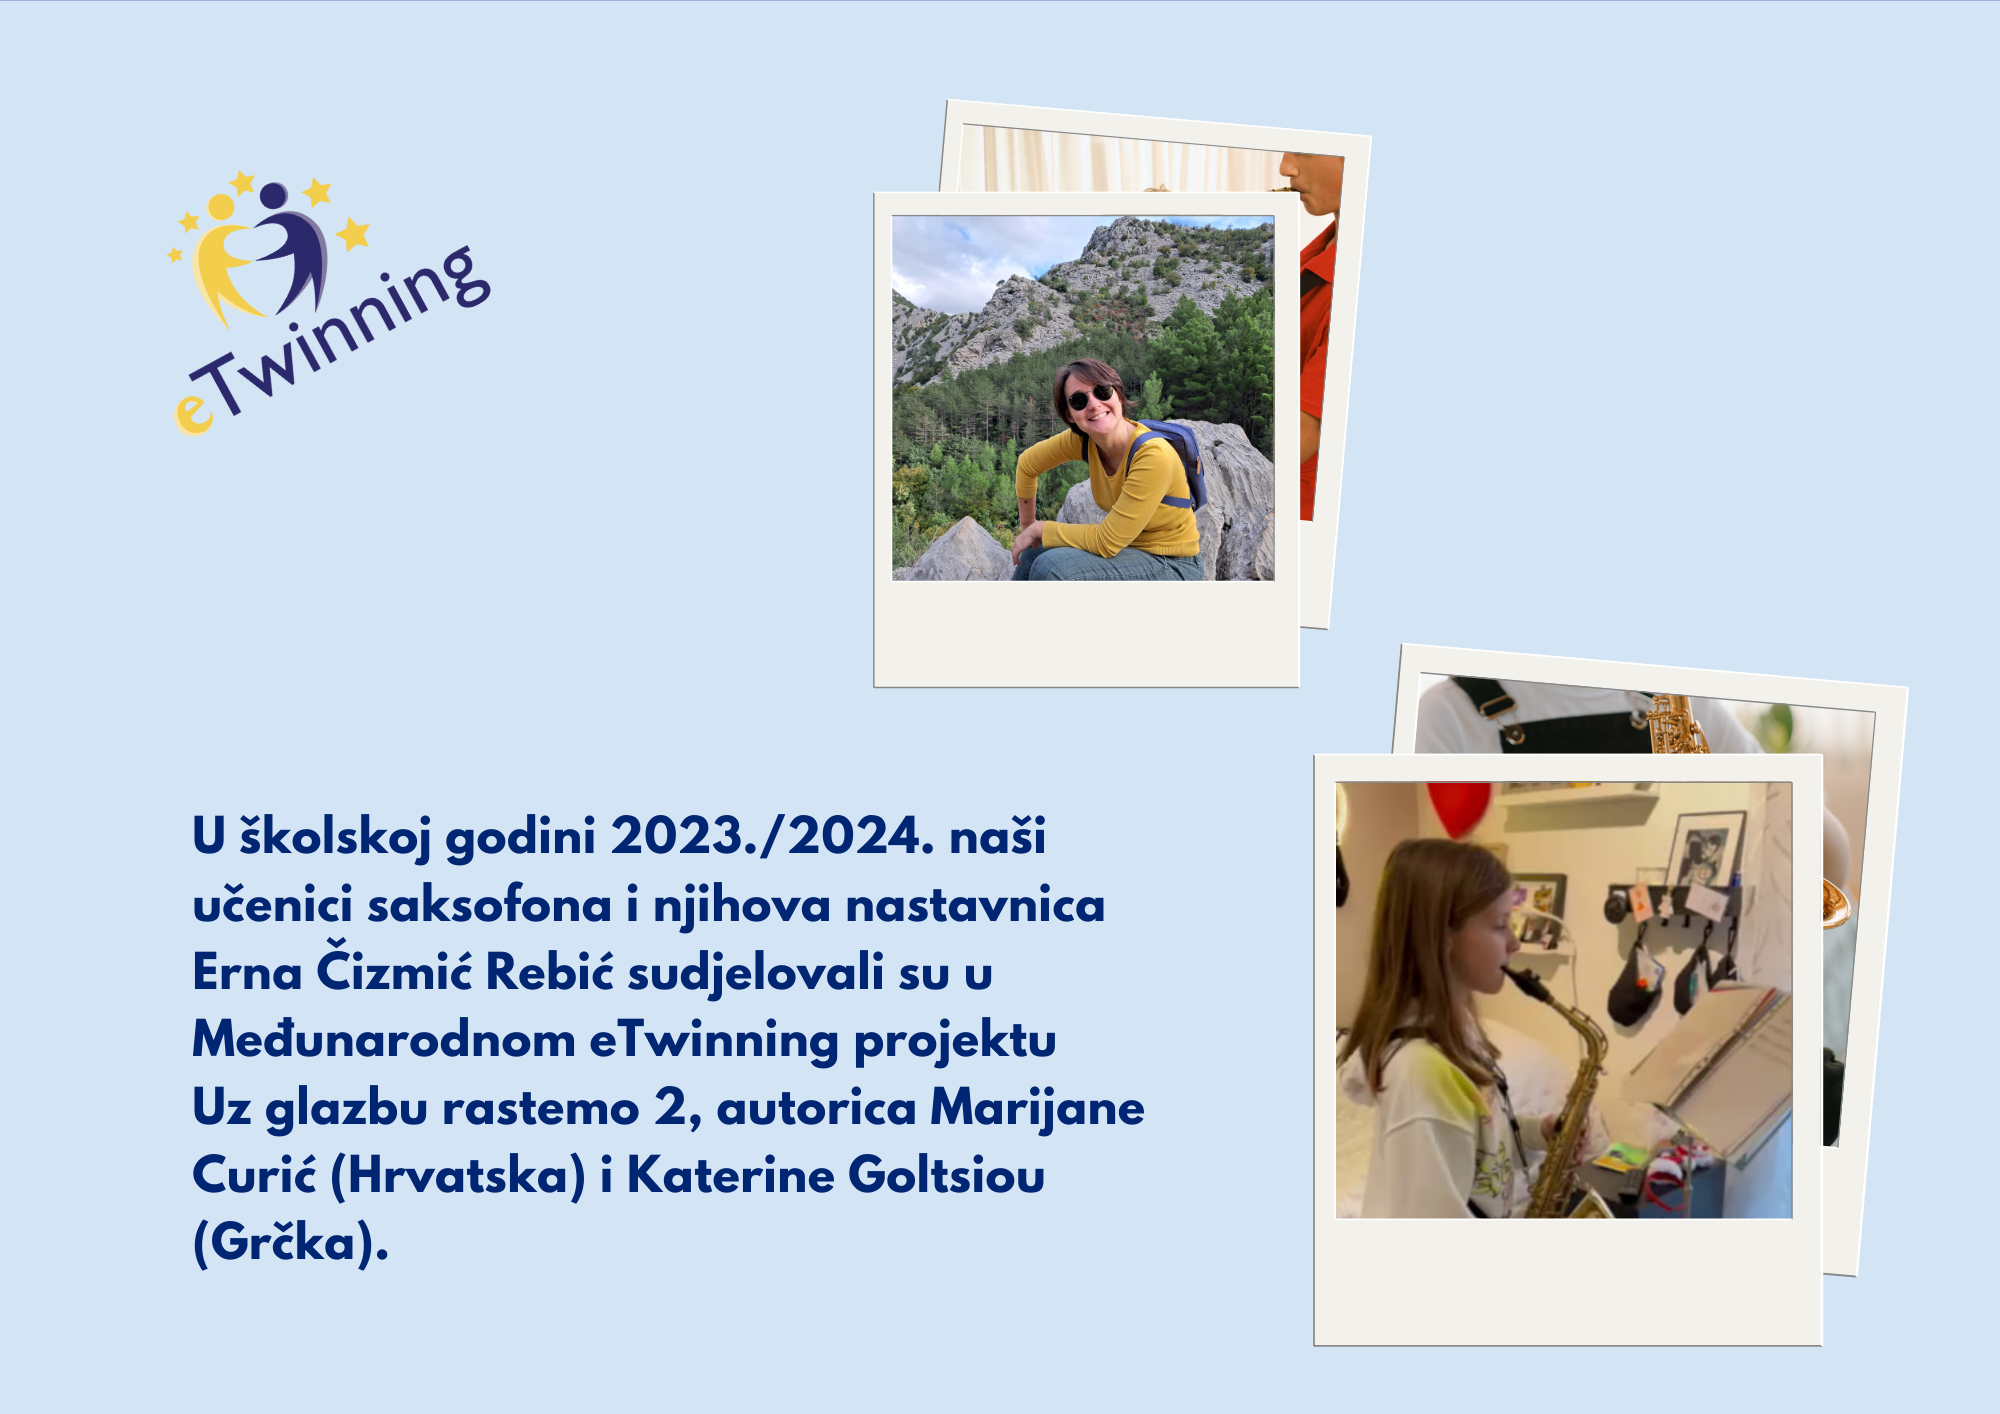 eTwinning
U školskoj godini 2023./2024. naši
učenici saksofona i njihova nastavnica
Erna Čizmić Rebić sudjelovali su u
Međunarodnom eTwinning projektu
Uz glazbu rastemo 2, autorica Marijane
Curić (Hrvatska) i Katerine Goltsiou
(Grčka).